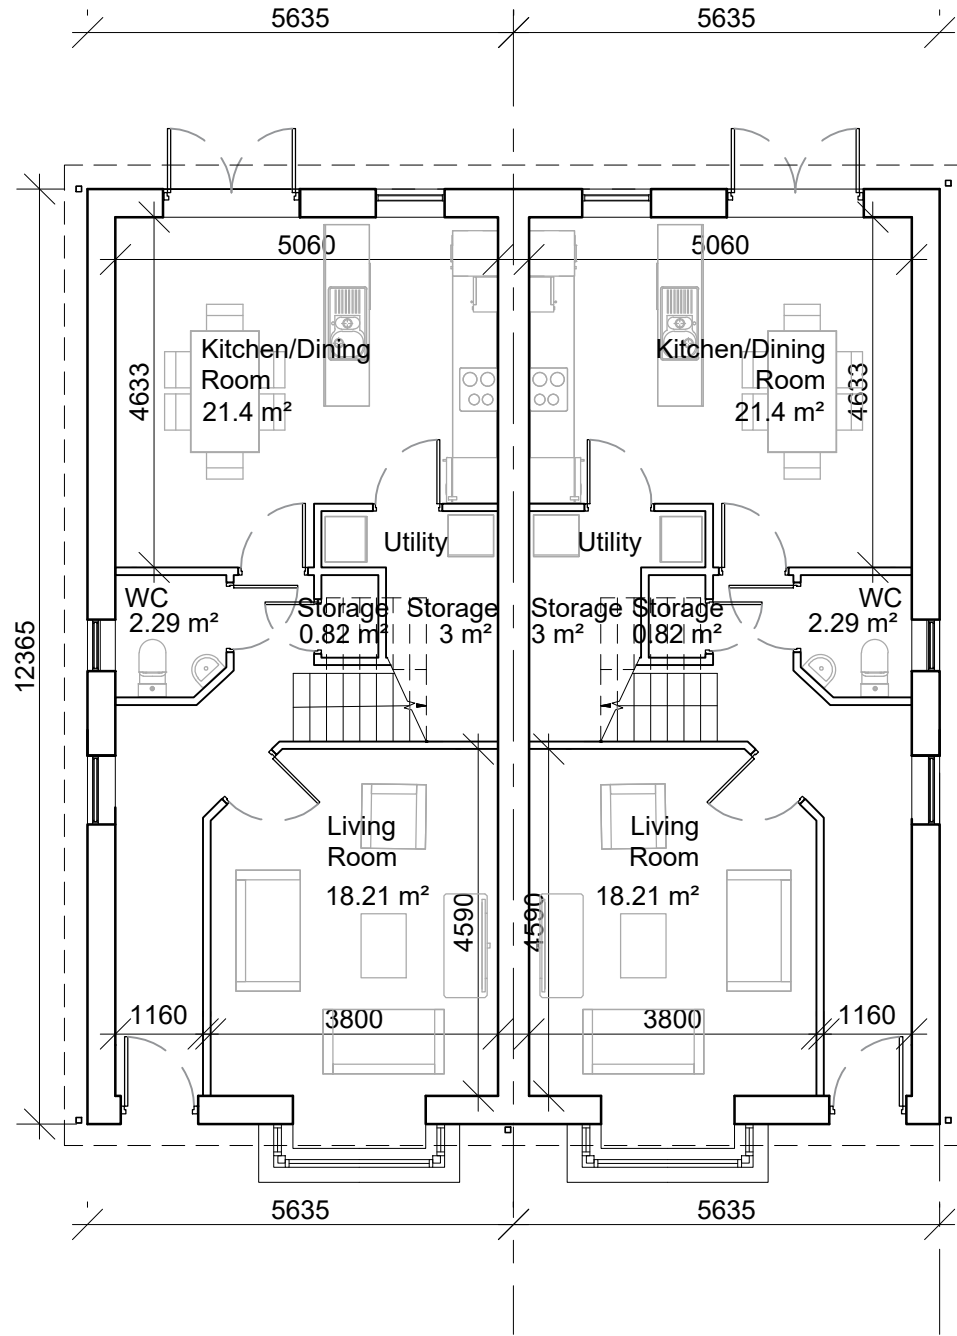 5635
5635
5060
5060
Kitchen/Dining
Room
21.4 m²
Kitchen/Dining
Room
21.4 m²
4633
4633
Utility
Utility
WC
2.29 m²
Storage
0.82 m²
Storage
3 m²
Storage
3 m²
Storage
0.82 m²
WC
2.29 m²
12365
Living
Room
18.21 m²
Living
Room
18.21 m²
4590
4590
1160
3800
3800
1160
5635
5635